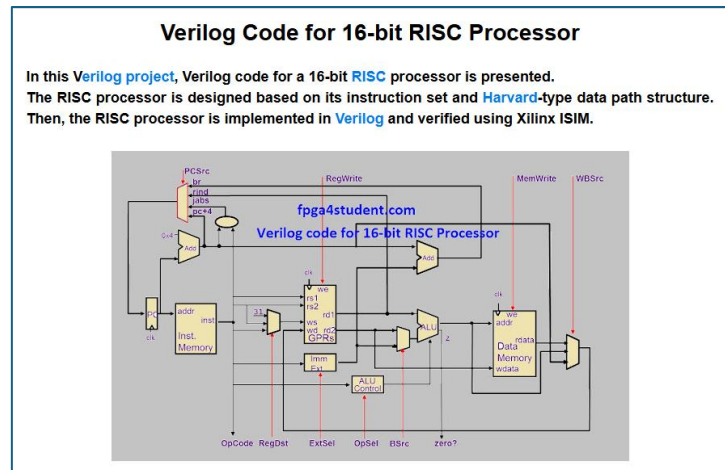 Verilog Code for 16-bit RISC Processor
In this Verilog project, Verilog code for a 16-bit RISC processor is presented.
The RISC processor is designed based on its instruction set and Harvard-type data path structure.
Then, the RISC processor is implemented in Verilog and verified using Xilinx ISIM.
PCSrc
br
rind
jabs
pc+4
RegWrite
MemWrite
WBSrc
fpga4student.com
Verilog code for 16-bit RISC Processor
0x4
Add
Add
clk
we
rs1
rs2
31
ws
wd
rd1
rd2
GPRs
PC
clk
addr
inst
Inst.
Memory
Imm
Ext
ALU
z
ALU
Control
clk
we
addr
rdata
Data
Memory
wdata
OpCode
RegDst
ExtSel
OpSel
BSrc
zero?